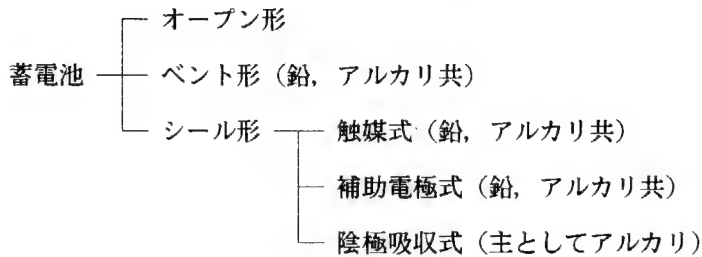 オープン形
蓄電池 ベント形(鉛,アルカリ共)
シール形 触媒式(鉛,アルカリ共)
補助電極式(鉛,アルカリ共)
陰極吸収式(主としてアルカリ)